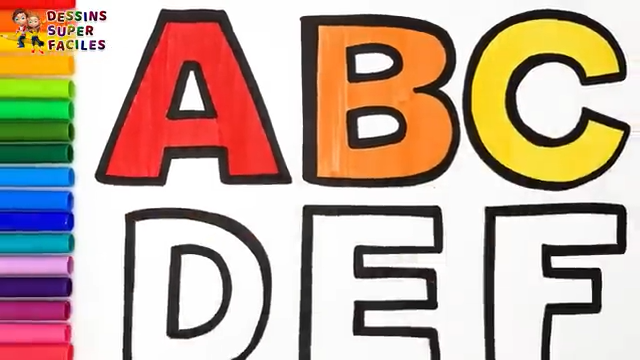 DESSINS
SUPER
FACILES
ABC
DEF